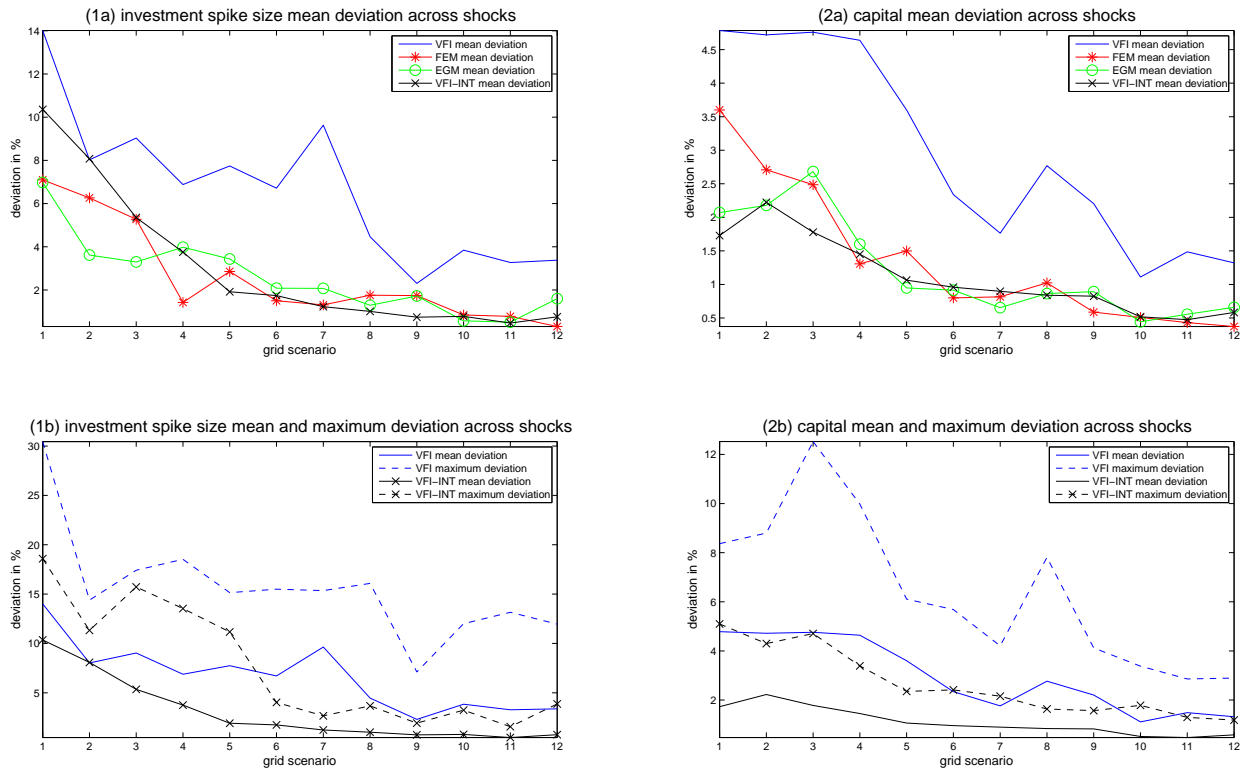 (1a) investment spike size mean deviation across shocks
14
12
10
8
6
4
2
deviation in %
VFI mean deviation
FEM mean deviation
EGM mean deviation
VFI−INT mean deviation
1 2 3 4 5 6 7 8 9 10 11 12
grid scenario
(2a) capital mean deviation across shocks
4.5
4
3.5
3
2.5
2
1.5
1
0.5
deviation in %
VFI mean deviation
FEM mean deviation
EGM mean deviation
VFI−INT mean deviation
1 2 3 4 5 6 7 8 9 10 11 12
grid scenario
(1b) investment spike size mean and maximum deviation across shocks
30
25
20
15
10
5
deviation in %
VFI mean deviation
VFI maximum deviation
VFI−INT mean deviation
VFI−INT maximum deviation
1 2 3 4 5 6 7 8 9 10 11 12
grid scenario
(2b) capital mean and maximum deviation across shocks
12
10
8
6
4
2
deviation in %
VFI mean deviation
VFI maximum deviation
VFI−INT mean deviation
VFI−INT maximum deviation
1 2 3 4 5 6 7 8 9 10 11 12
grid scenario